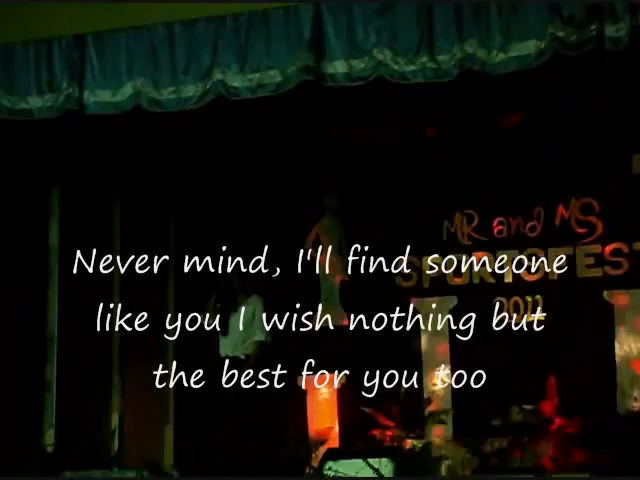 MR and MS
SPORTSFEST
2011
Never mind, I'll find someone
like you I wish nothing but
the best for you too